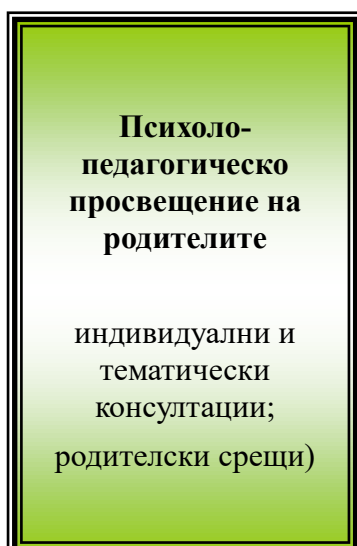 Психоло-
педагогическо
просвещение на
родителите
индивидуални и
тематически
консултации;
родителски срещи)